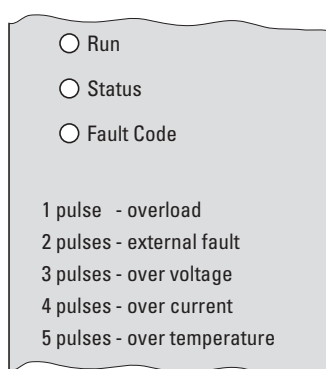 Run
Status
Fault Code
1 pulse - overload
2 pulses - external fault
3 pulses - over voltage
4 pulses - over current
5 pulses - over temperature